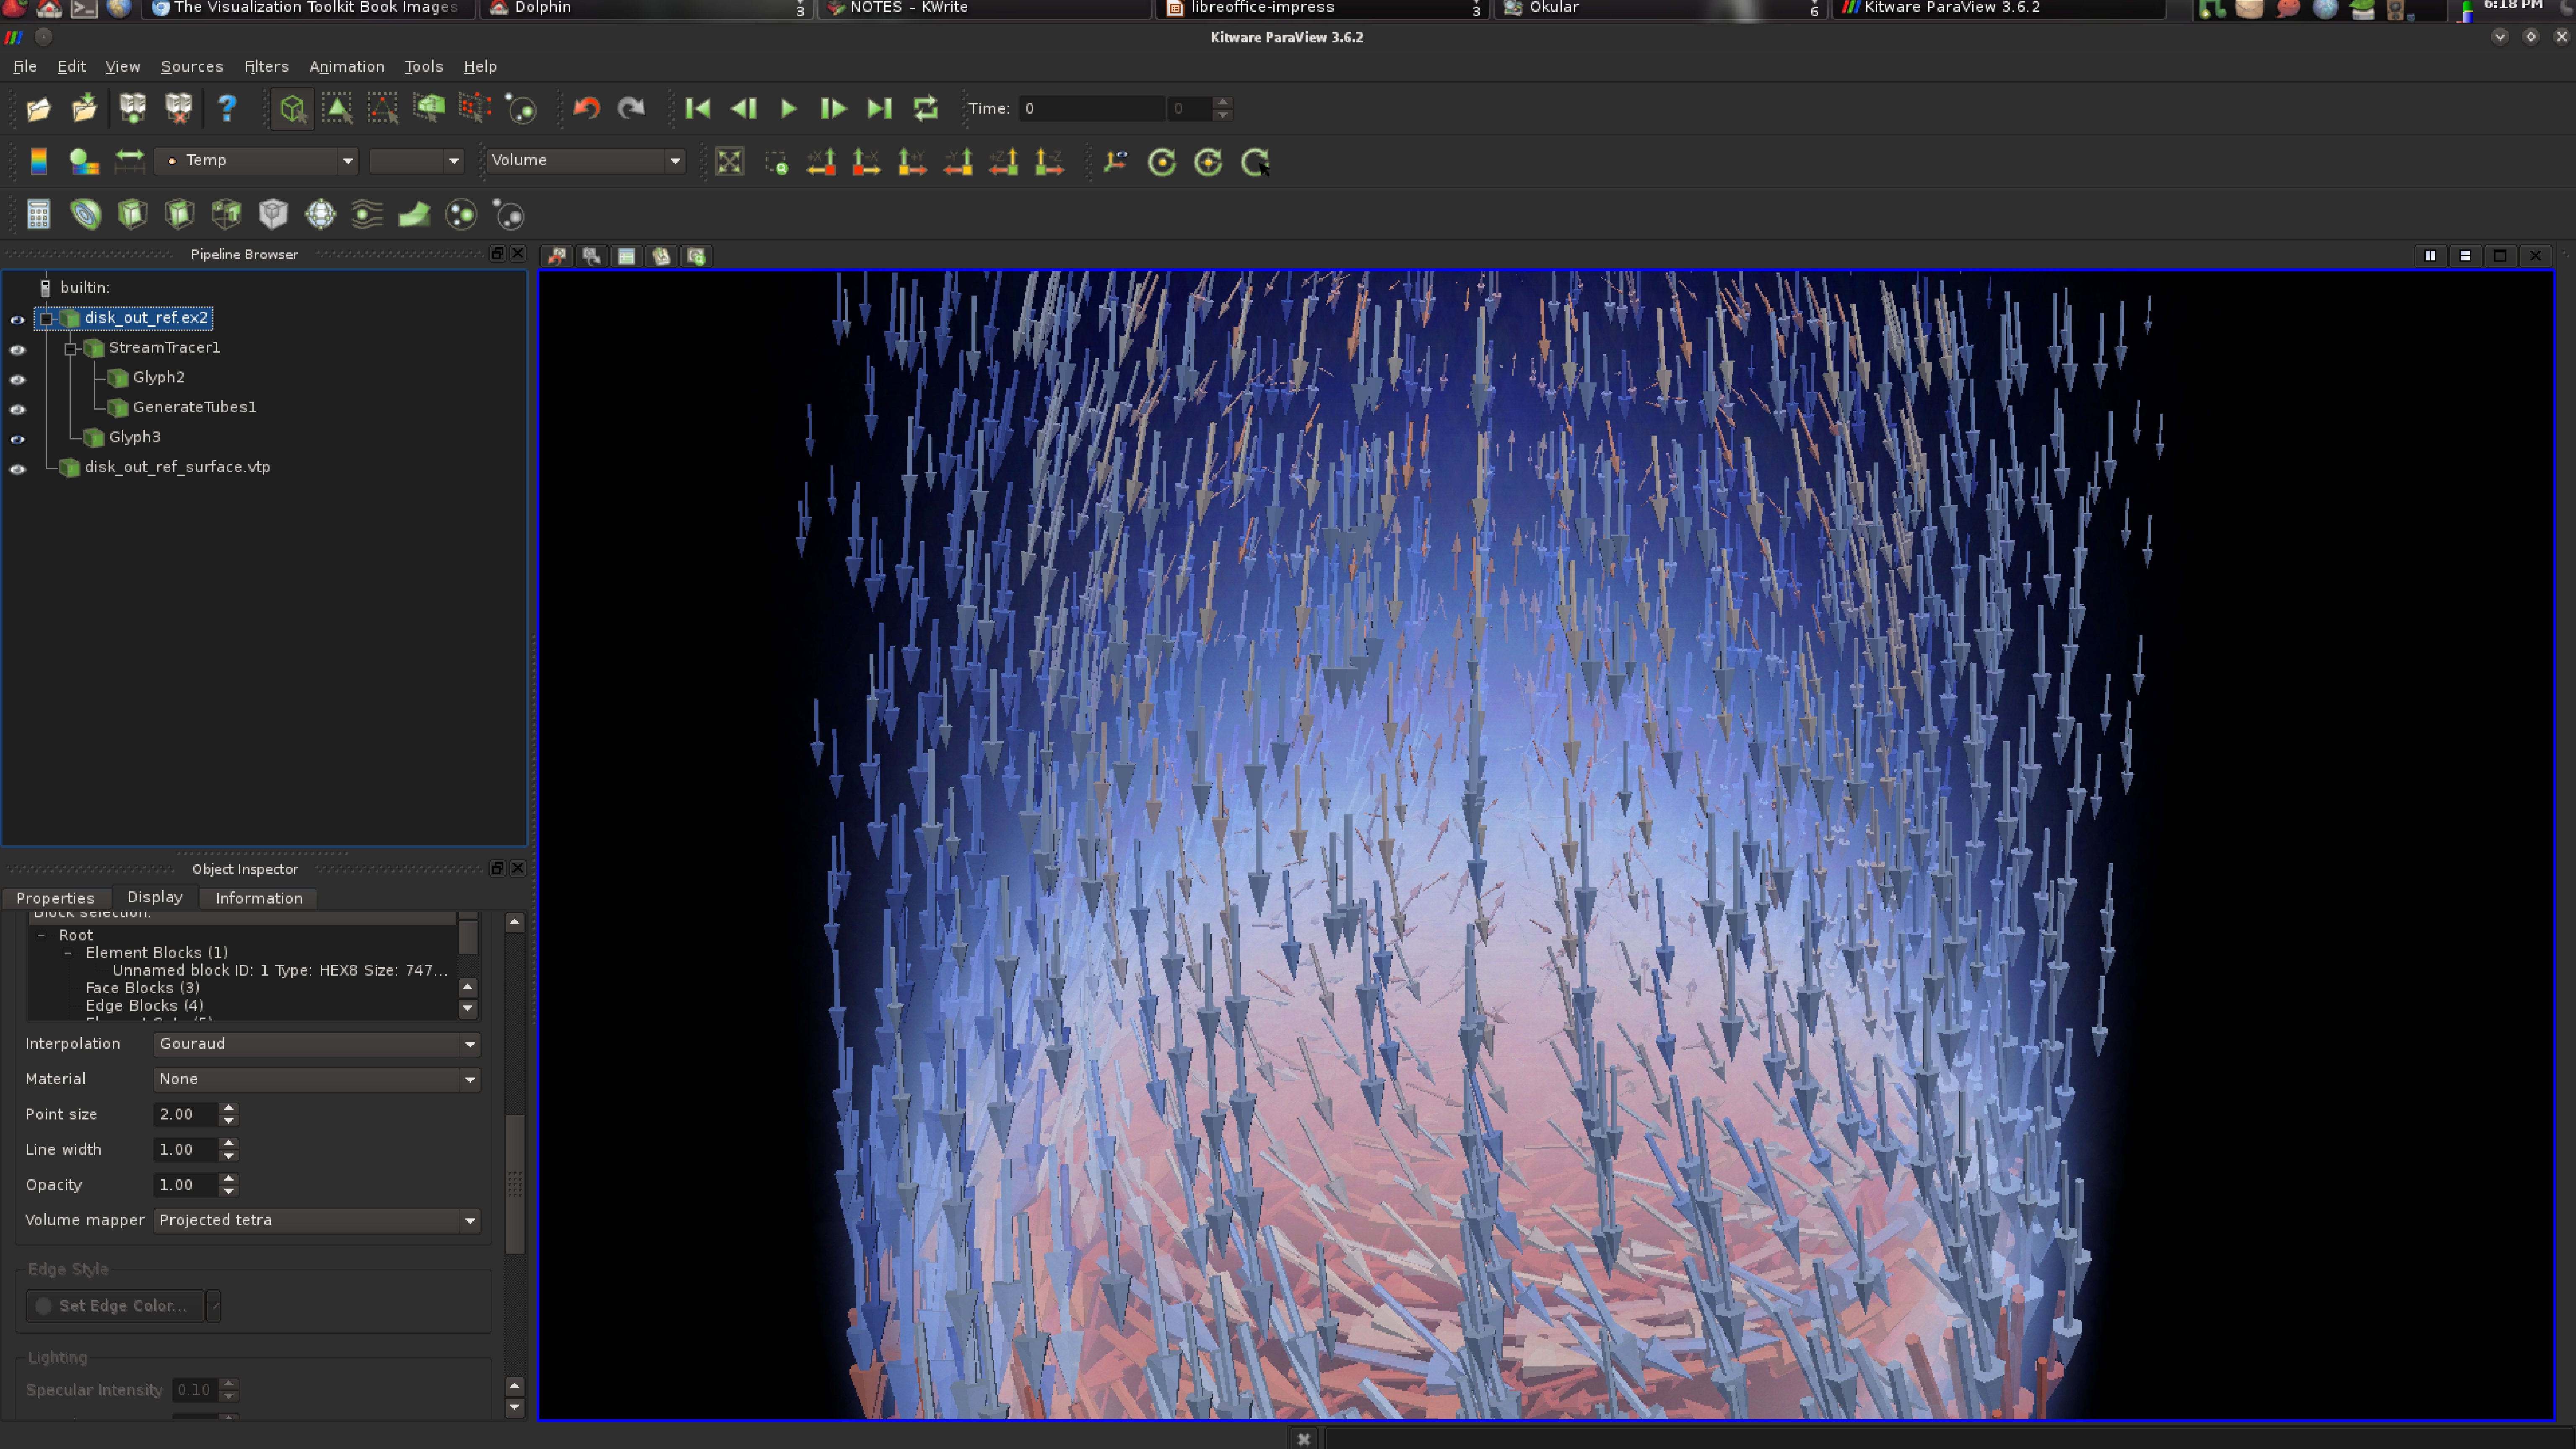 The Visualization Toolkit Book Images
Dolphin
3
NOTES - KWrite
libreoffice-impress
3
Okular
6
Kitware ParaView 3.6.2
6:18 PM
Kitware ParaView 3.6.2
File Edit View Sources Filters Animation Tools Help
Time: 0
0
Temp
Volume
+X
-X
+Y
-Y
+Z
-Z
Pipeline Browser
builtin:
disk_out_ref.ex2
StreamTracer1
Glyph2
GenerateTubes1
Glyph3
disk_out_ref_surface.vtp
Object Inspector
Properties Display Information
Block selection:
Root
Element Blocks (1)
Unnamed block ID: 1 Type: HEX8 Size: 747...
Face Blocks (3)
Edge Blocks (4)
Interpolation Gouraud
Material None
Point size 2.00
Line width 1.00
Opacity 1.00
Volume mapper Projected tetra
Edge Style
Set Edge Color...
Lighting
Specular Intensity 0.10